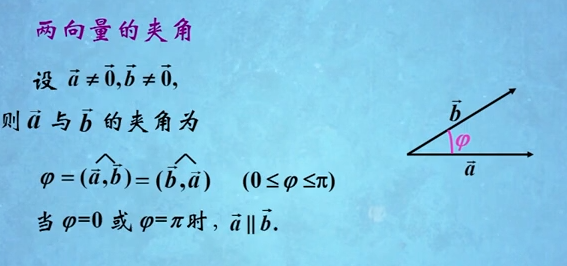 两向量的夹角
设 a⃗ ≠ 0⃗, b⃗ ≠ 0⃗,
则 a⃗ 与 b⃗ 的夹角为
φ = (a⃗,^b⃗) = (b⃗,^a⃗) (0 ≤ φ ≤ π)
当 φ=0 或 φ=π 时, a⃗ ∥ b⃗.
b⃗
φ
a⃗